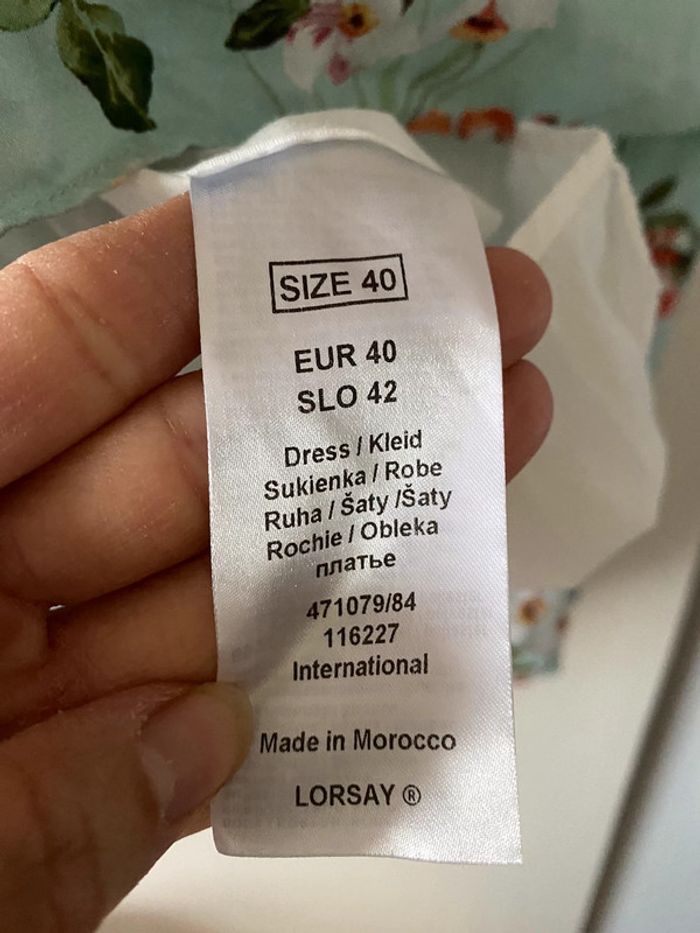 SIZE 40
EUR 40
SLO 42
Dress / Kleid
Sukienka / Robe
Ruha / Šaty /Šaty
Rochie / Obleka
платье
471079/84
116227
International
Made in Morocco
LORSAY ®